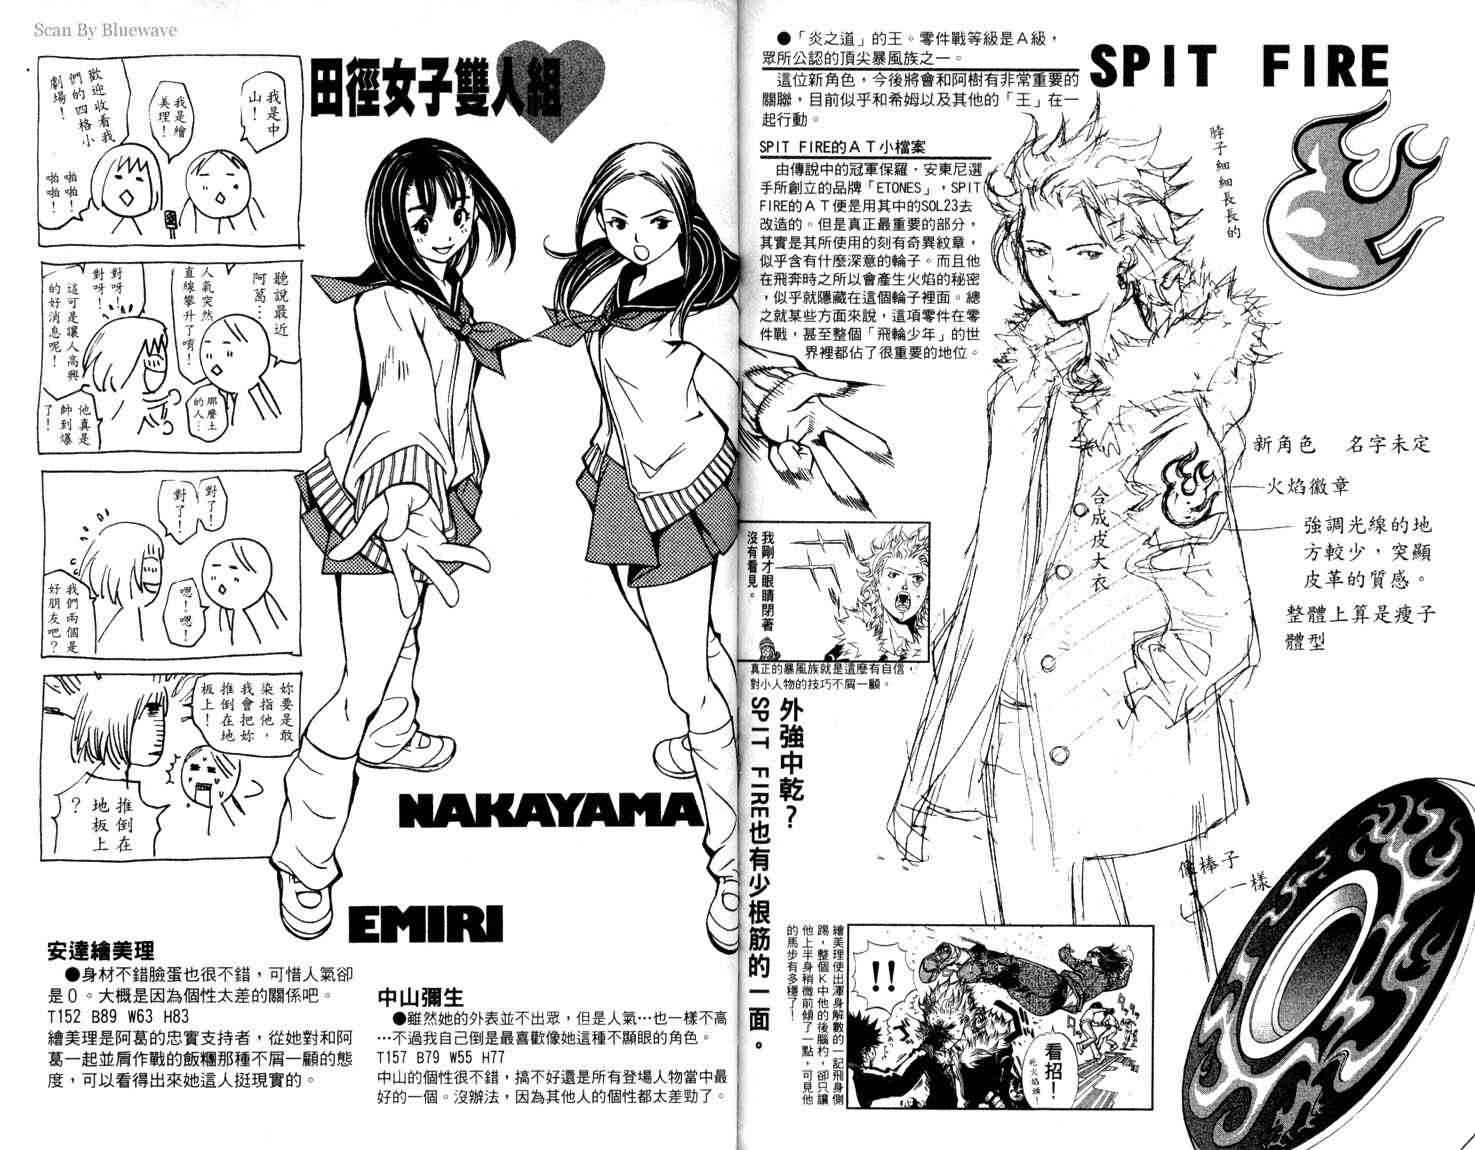 Scan By Bluewave
田徑女子雙人組
我是中
山！
我是繪
美理！
歡迎收看我
們的四格小
劇場！
啪啪！
啪啪！
聽說最近
阿葛…
人氣突然
直線攀升了唷！
那麼土
的人…
對呀！
對呀！
這可是讓人高興
的好消息呢！
他真是
帥到爆
了！
對了！
對了！
嗯！嗯！
我們兩個是
好朋友吧？
妳要是敢
染指他，
我會把妳
推倒在地
板上！
推倒在
地板上
？
NAKAYAMA
EMIRI
安達繪美理
●身材不錯臉蛋也很不錯，可惜人氣卻
是０。大概是因為個性太差的關係吧。
T152 B89 W63 H83
繪美理是阿葛的忠實支持者，從她對和阿
葛一起並肩作戰的飯糰那種不屑一顧的態
度，可以看得出來她這人挺現實的。
中山彌生
●雖然她的外表並不出眾，但是人氣…也一樣不高
…不過我自己倒是最喜歡像她這種不顯眼的角色。
T157 B79 W55 H77
中山的個性很不錯，搞不好還是所有登場人物當中最
好的一個。沒辦法，因為其他人的個性都太差勁了。
SPIT FIRE
●「炎之道」的王。零件戰等級是Ａ級，
眾所公認的頂尖暴風族之一。
這位新角色，今後將會和阿樹有非常重要的
關聯，目前似乎和希姆以及其他的「王」在一
起行動。
SPIT FIRE的ＡＴ小檔案
由傳說中的冠軍保羅．安東尼選
手所創立的品牌「ETONES」，SPIT
FIRE的ＡＴ便是用其中的SOL23去
改造的。但是真正最重要的部分，
其實是其所使用的刻有奇異紋章，
似乎含有什麼深意的輪子。而且他
在飛奔時之所以會產生火焰的秘密
，似乎就隱藏在這個輪子裡面。總
之就某些方面來說，這項零件在零
件戰，甚至整個「飛輪少年」的世
界裡都佔了很重要的地位。
脖子細細長長的
新角色 名字未定
火焰徽章
強調光線的地
方較少，突顯
皮革的質感。
整體上算是瘦子
體型
合成皮大衣
像棒子
一樣
我剛才眼睛閉著
沒有看見。
真正的暴風族就是這麼有自信，
對小人物的技巧不屑一顧。
外強中乾？
SPIT FIRE也有少根筋的一面。
繪美理使出渾身解數的一記飛身側
踢，整個Ｋ中他的後腦杓，卻只讓
他上半身稍微前傾了一點，可見他
的馬步有多穩了！
!!
看招！